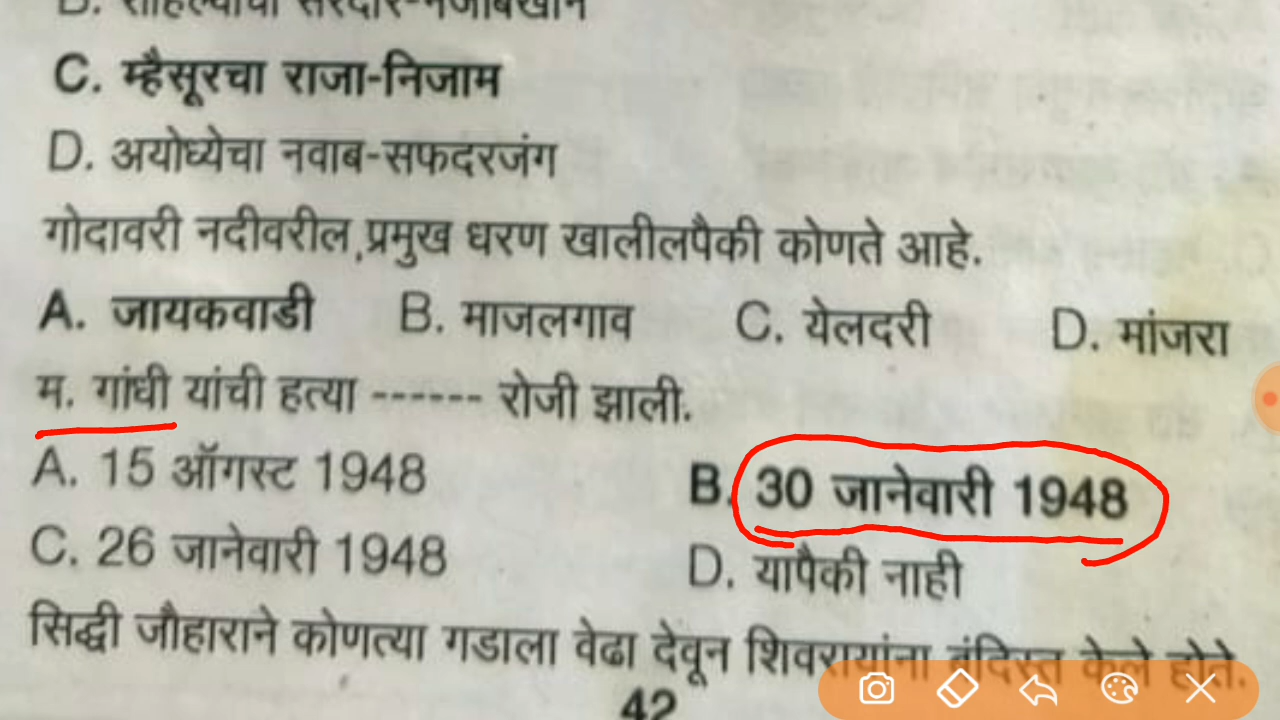 C. म्हैसूरचा राजा-निजाम
D. अयोध्येचा नवाब-सफदरजंग
गोदावरी नदीवरील प्रमुख धरण खालीलपैकी कोणते आहे.
A. जायकवाडी B. माजलगाव C. येलदरी D. मांजरा
म. गांधी यांची हत्या ------ रोजी झाली.
A. 15 ऑगस्ट 1948 B. 30 जानेवारी 1948
C. 26 जानेवारी 1948 D. यापैकी नाही
सिद्धी जौहाराने कोणत्या गडाला वेढा देवून शिवरायांना बंदिस्त केले होते.
42